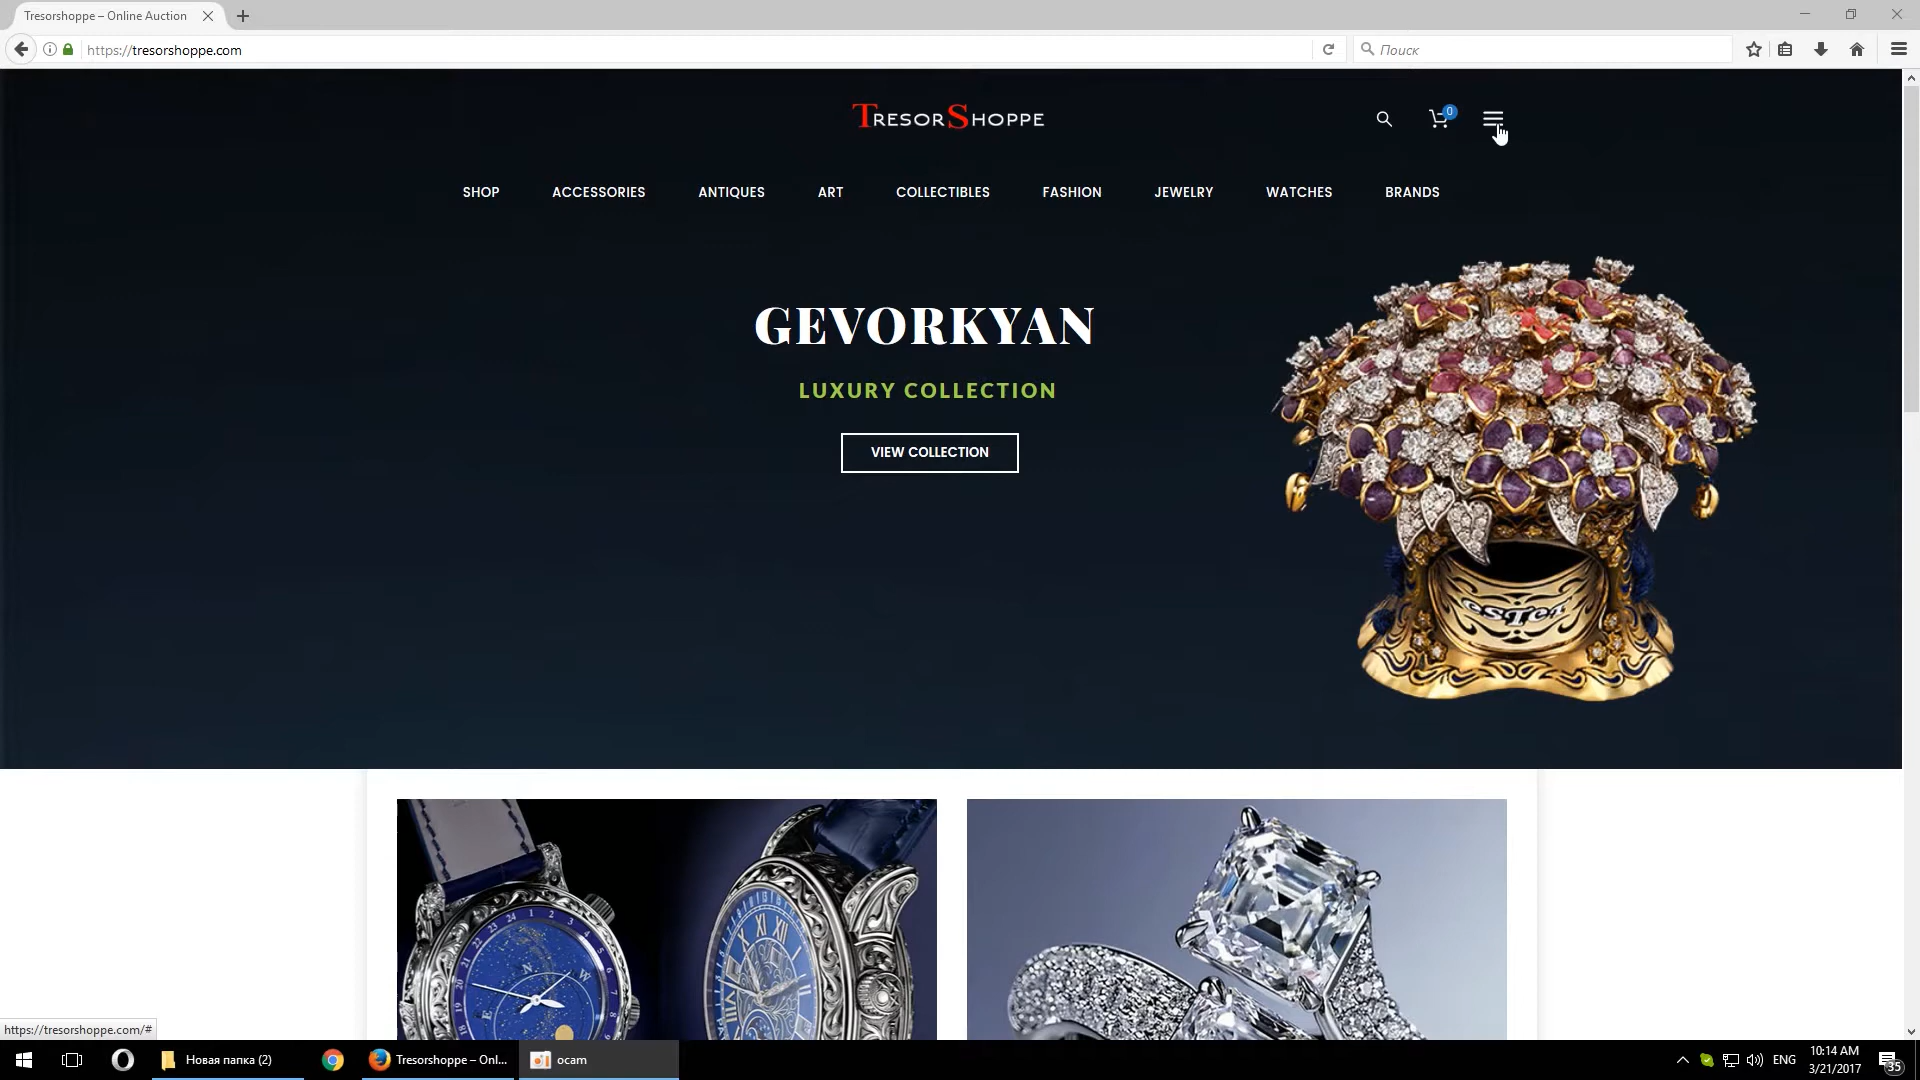 Tresorshoppe – Online Auction
https://tresorshoppe.com
Поиск
TresorShoppe
0
SHOP ACCESSORIES ANTIQUES ART COLLECTIBLES FASHION JEWELRY WATCHES BRANDS
GEVORKYAN
LUXURY COLLECTION
VIEW COLLECTION
https://tresorshoppe.com/#
Новая папка (2)
Tresorshoppe – Onl...
ocam
ENG
10:14 AM
3/21/2017
35